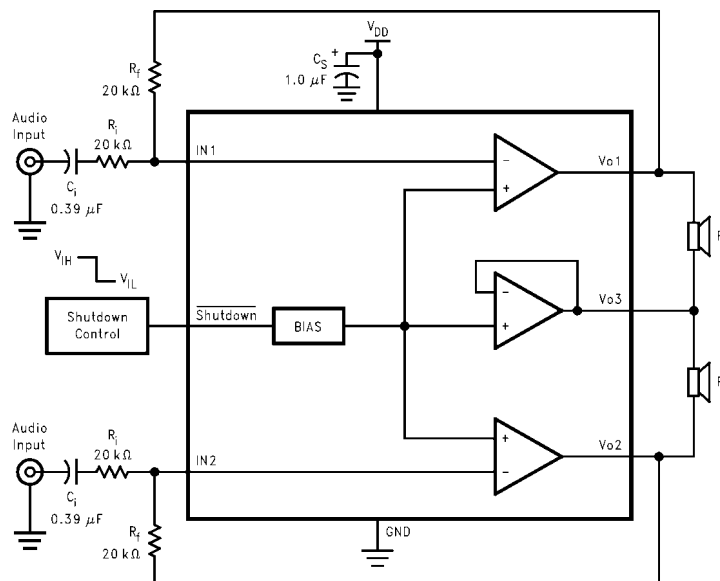 V_DD
C_S +
1.0 µF
R_f
20 kΩ
Audio
Input
R_i
20 kΩ
C_i
0.39 µF
IN1
−
+
Vo1
V_IH
V_IL
Shutdown
Control
Shutdown
BIAS
−
+
Vo3
Audio
Input
R_i
20 kΩ
C_i
0.39 µF
IN2
+
−
Vo2
R_f
20 kΩ
GND